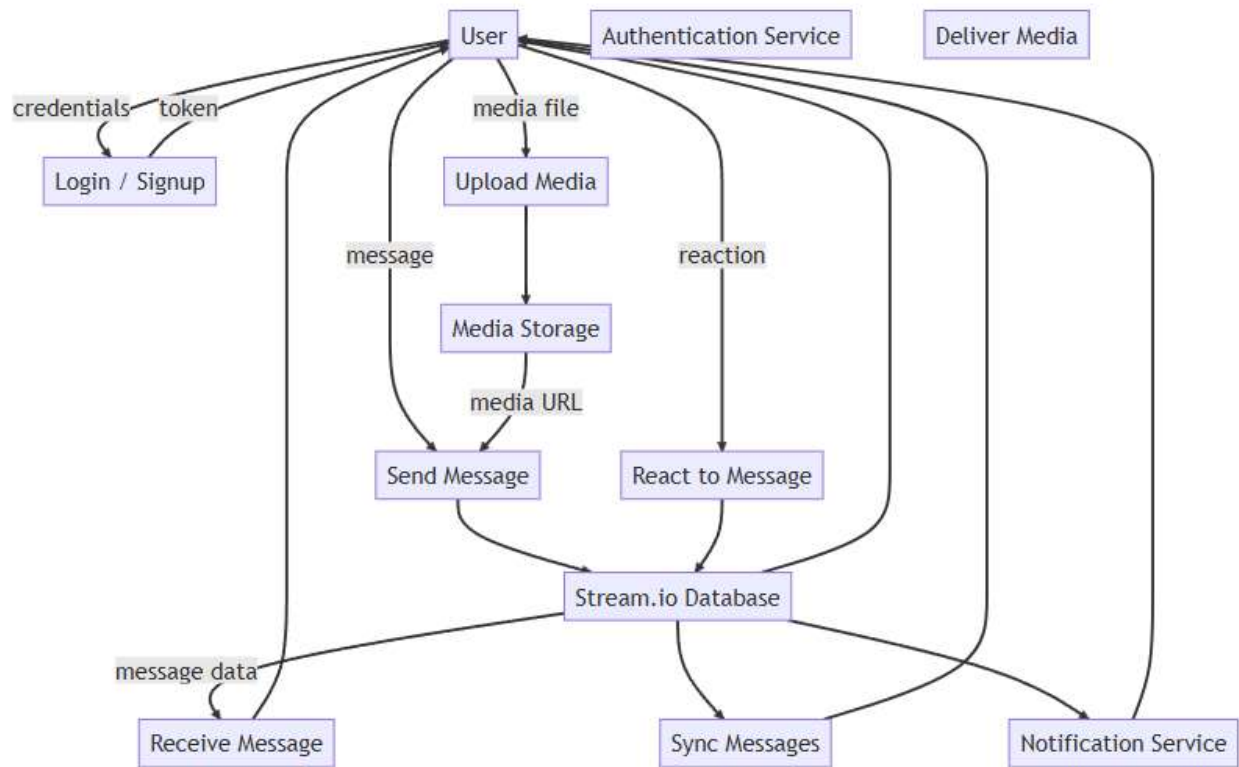 User
Authentication Service
Deliver Media
credentials
token
media file
Login / Signup
Upload Media
message
reaction
Media Storage
media URL
Send Message
React to Message
Stream.io Database
message data
Receive Message
Sync Messages
Notification Service